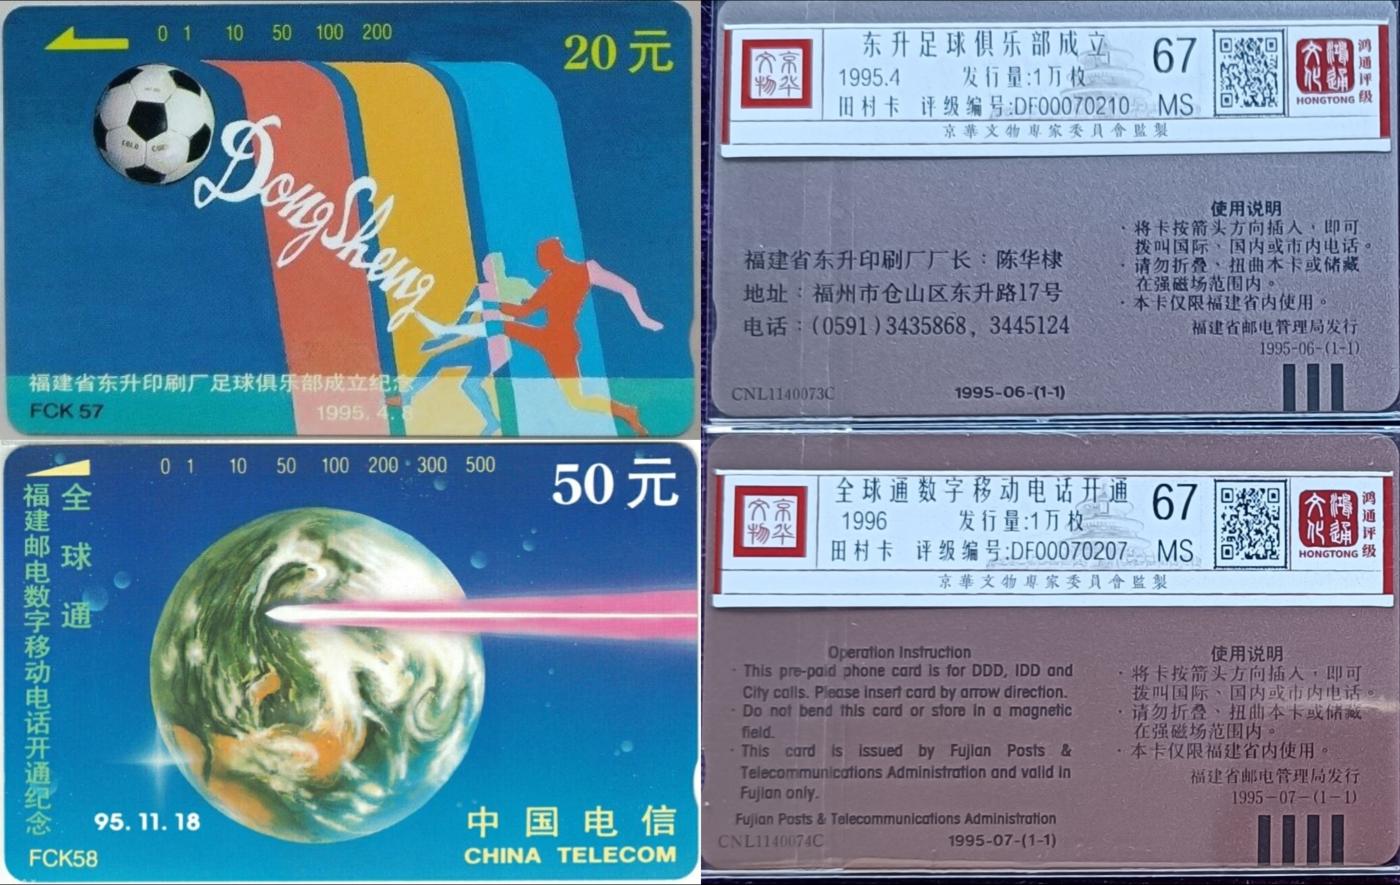 0 1 10 50 100 200
20元
Dong Sheng
福建省东升印刷厂足球俱乐部成立纪念
FCK 57
1995.4.8
京华文物
东升足球俱乐部成立
1995.4 发行量:1万枚
田村卡 评级编号:DF00070210
67
MS
鸿通文化
HONGTONG
鸿通评级
京華文物專家委員會監製
福建省东升印刷厂厂长：陈华棣
地址：福州市仓山区东升路17号
电话：(0591)3435868，3445124
使用说明
·将卡按箭头方向插入，即可
拨叫国际、国内或市内电话。
·请勿折叠、扭曲本卡或储藏
在强磁场范围内。
·本卡仅限福建省内使用。
福建省邮电管理局发行
1995-06-(1-1)
CNL1140073C
1995-06-(1-1)
0 1 10 50 100 200 300 500
50元
全球通
福建邮电数字移动电话开通纪念
95.11.18
FCK58
中国电信
CHINA TELECOM
京华文物
全球通数字移动电话开通
1996 发行量:1万枚
田村卡 评级编号:DF00070207
67
MS
鸿通文化
HONGTONG
鸿通评级
京華文物專家委員會監製
Operation Instruction
· This pre-paid phone card is for DDD, IDD and
City calls. Please insert card by arrow direction.
· Do not bend this card or store in a magnetic
field.
· This card is issued by Fujian Posts &
Telecommunications Administration and valid in
Fujian only.
Fujian Posts & Telecommunications Administration
使用说明
·将卡按箭头方向插入，即可
拨叫国际、国内或市内电话。
·请勿折叠、扭曲本卡或储藏
在强磁场范围内。
·本卡仅限福建省内使用。
福建省邮电管理局发行
1995-07-(1-1)
CNL1140074C
1995-07-(1-1)